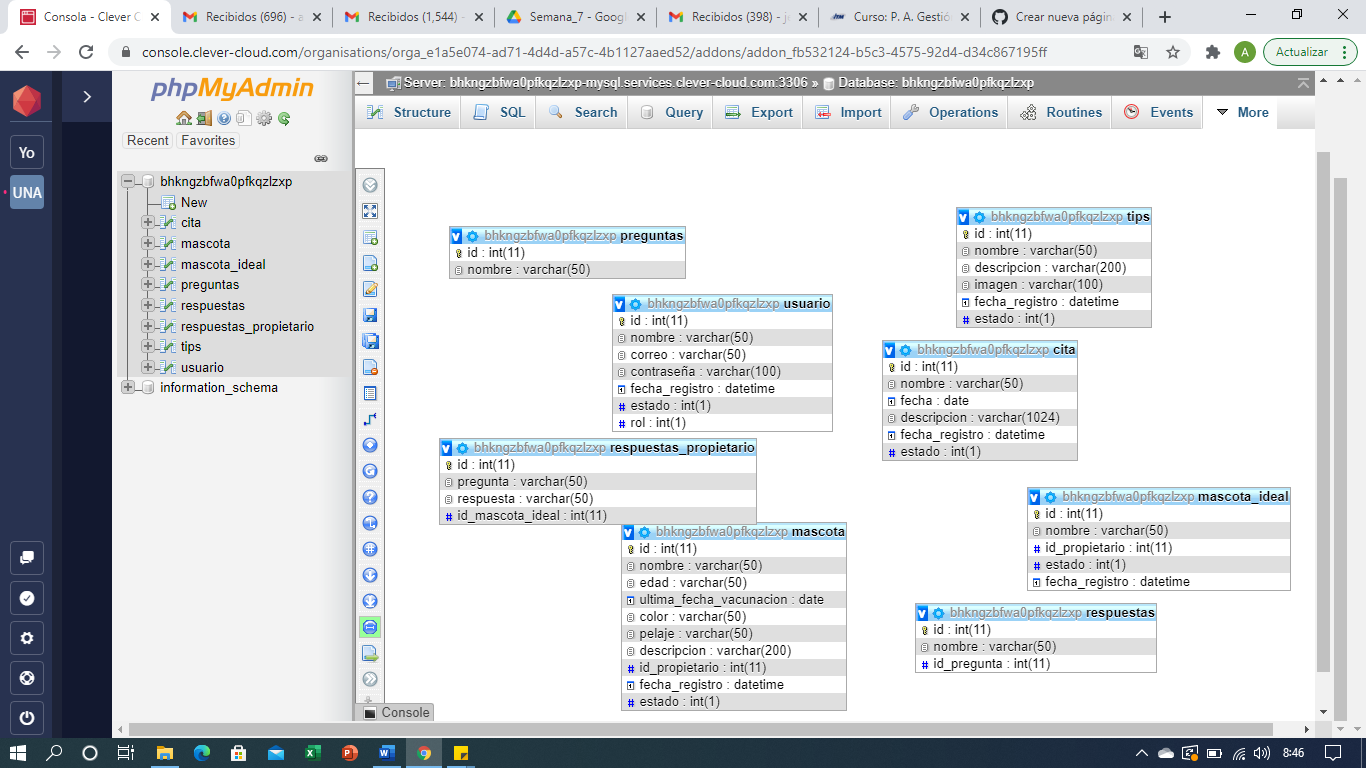 Consola - Clever C
Recibidos (696) - a
Recibidos (1,544) -
Semana_7 - Googl
Recibidos (398) - je
Curso: P. A. Gestió
Crear nueva págin
console.clever-cloud.com/organisations/orga_e1a5e074-ad71-4d4d-a57c-4b1127aaed52/addons/addon_fb532124-b5c3-4575-92d4-d34c867195ff
A
Actualizar
Yo
UNA
phpMyAdmin
Recent
Favorites
bhkngzbfwa0pfkqzlzxp
New
cita
mascota
mascota_ideal
preguntas
respuestas
respuestas_propietario
tips
usuario
information_schema
Server: bhkngzbfwa0pfkqzlzxp-mysql.services.clever-cloud.com:3306 » Database: bhkngzbfwa0pfkqzlzxp
Structure
SQL
Search
Query
Export
Import
Operations
Routines
Events
More
bhkngzbfwa0pfkqzlzxp preguntas
id : int(11)
nombre : varchar(50)
bhkngzbfwa0pfkqzlzxp tips
id : int(11)
nombre : varchar(50)
descripcion : varchar(200)
imagen : varchar(100)
fecha_registro : datetime
estado : int(1)
bhkngzbfwa0pfkqzlzxp usuario
id : int(11)
nombre : varchar(50)
correo : varchar(50)
contraseña : varchar(100)
fecha_registro : datetime
estado : int(1)
rol : int(1)
bhkngzbfwa0pfkqzlzxp cita
id : int(11)
nombre : varchar(50)
fecha : date
descripcion : varchar(1024)
fecha_registro : datetime
estado : int(1)
bhkngzbfwa0pfkqzlzxp respuestas_propietario
id : int(11)
pregunta : varchar(50)
respuesta : varchar(50)
id_mascota_ideal : int(11)
bhkngzbfwa0pfkqzlzxp mascota_ideal
id : int(11)
nombre : varchar(50)
id_propietario : int(11)
estado : int(1)
fecha_registro : datetime
bhkngzbfwa0pfkqzlzxp mascota
id : int(11)
nombre : varchar(50)
edad : varchar(50)
ultima_fecha_vacunacion : date
color : varchar(50)
pelaje : varchar(50)
descripcion : varchar(200)
id_propietario : int(11)
fecha_registro : datetime
estado : int(1)
bhkngzbfwa0pfkqzlzxp respuestas
id : int(11)
nombre : varchar(50)
id_pregunta : int(11)
Console
8:46